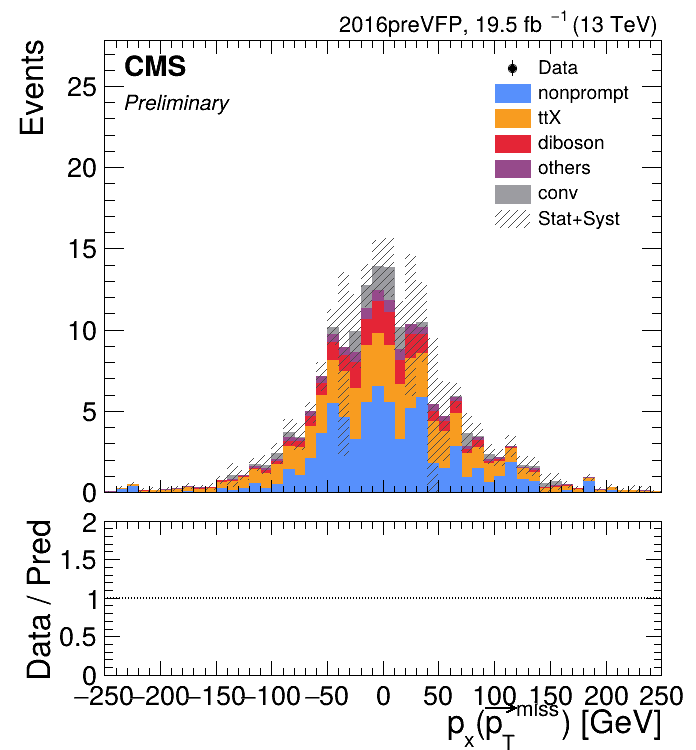 2016preVFP, 19.5 fb⁻¹ (13 TeV)
CMS
Preliminary
Data
nonprompt
ttX
diboson
others
conv
Stat+Syst
Events
25
20
15
10
5
0
Data / Pred
2
1.5
1
0.5
0
−250 −200 −150 −100 −50 0 50 100 150 200 250
pₓ(p⃗_T^miss) [GeV]